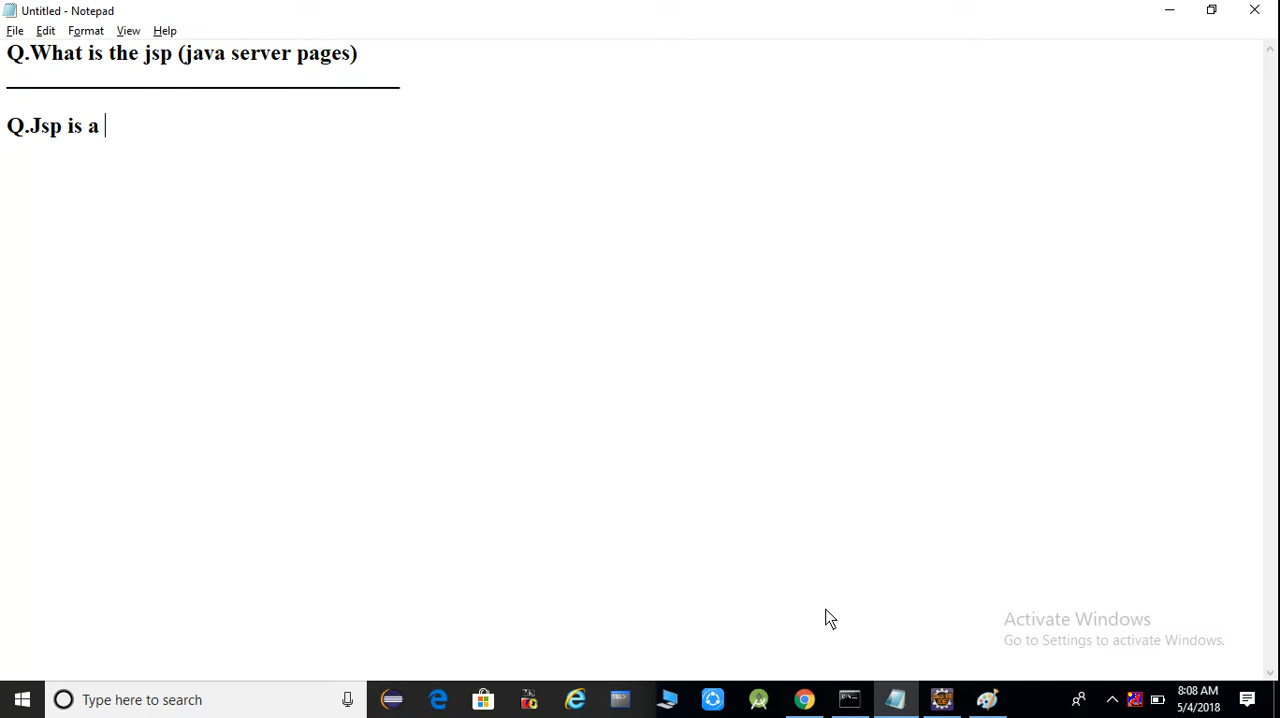 Untitled - Notepad
File Edit Format View Help
Q.What is the jsp (java server pages)
Q.Jsp is a
Activate Windows
Go to Settings to activate Windows.
Type here to search
8:08 AM
5/4/2018